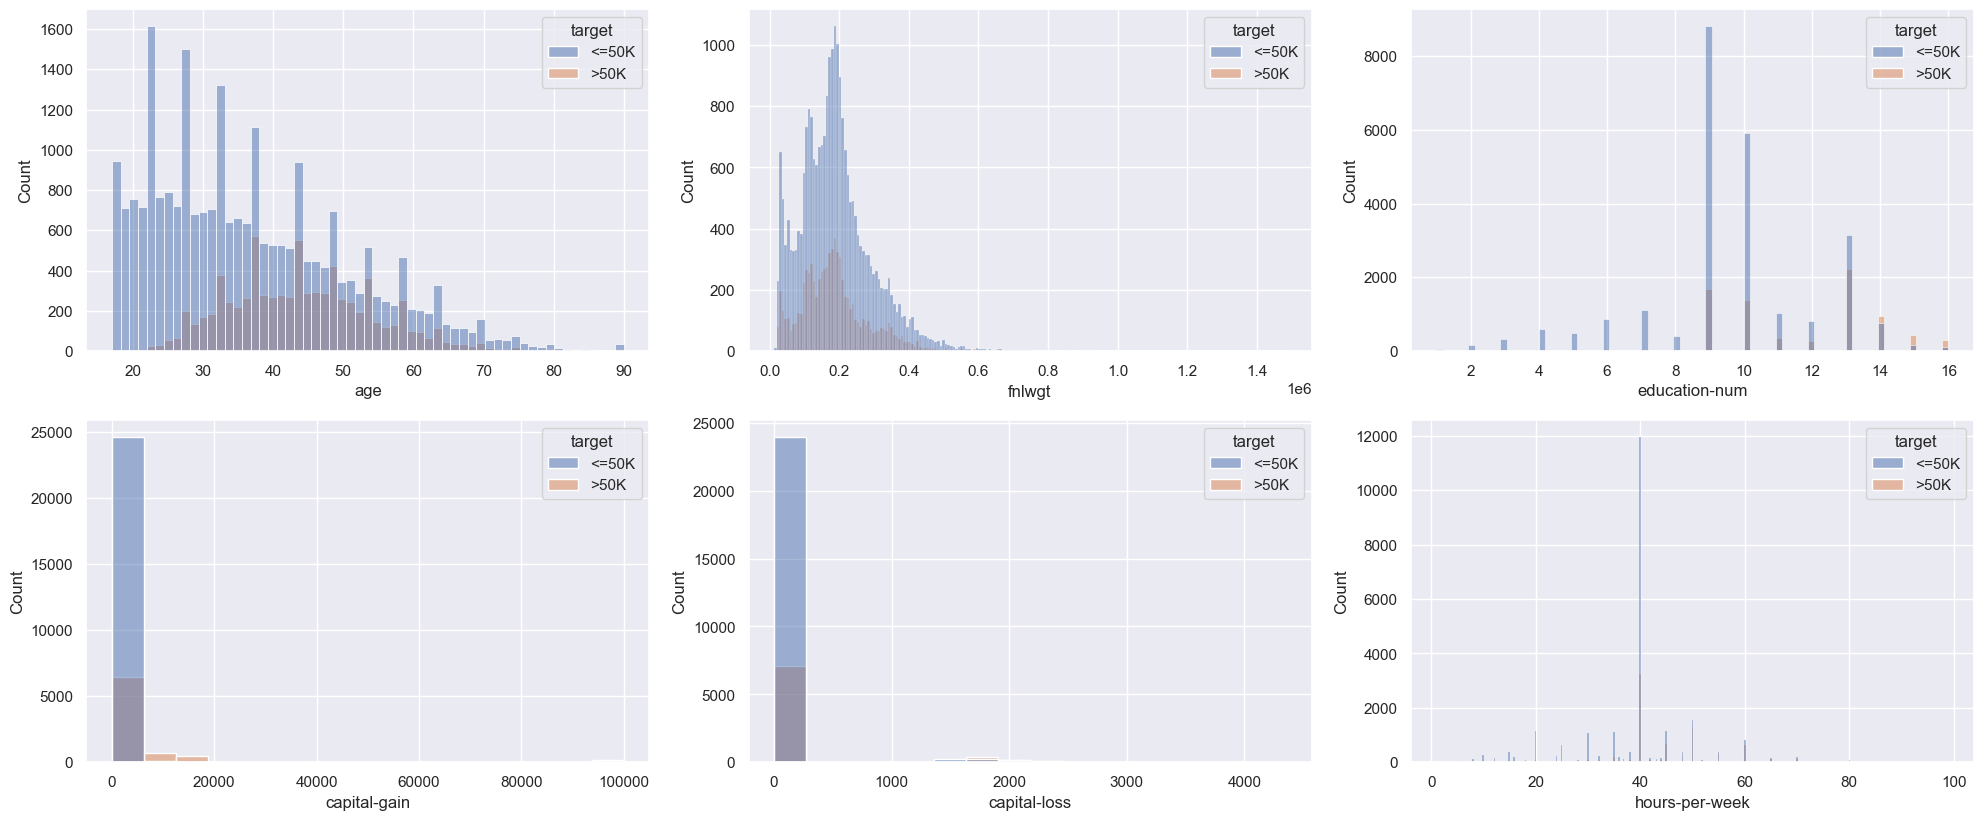 target
<=50K
>50K
Count
1600
1400
1200
1000
800
600
400
200
0
20 30 40 50 60 70 80 90
age
target
<=50K
>50K
Count
1000
800
600
400
200
0
0.0 0.2 0.4 0.6 0.8 1.0 1.2 1.4
1e6
fnlwgt
target
<=50K
>50K
Count
8000
6000
4000
2000
0
2 4 6 8 10 12 14 16
education-num
target
<=50K
>50K
Count
25000
20000
15000
10000
5000
0
0 20000 40000 60000 80000 100000
capital-gain
target
<=50K
>50K
Count
25000
20000
15000
10000
5000
0
0 1000 2000 3000 4000
capital-loss
target
<=50K
>50K
Count
12000
10000
8000
6000
4000
2000
0
0 20 40 60 80 100
hours-per-week